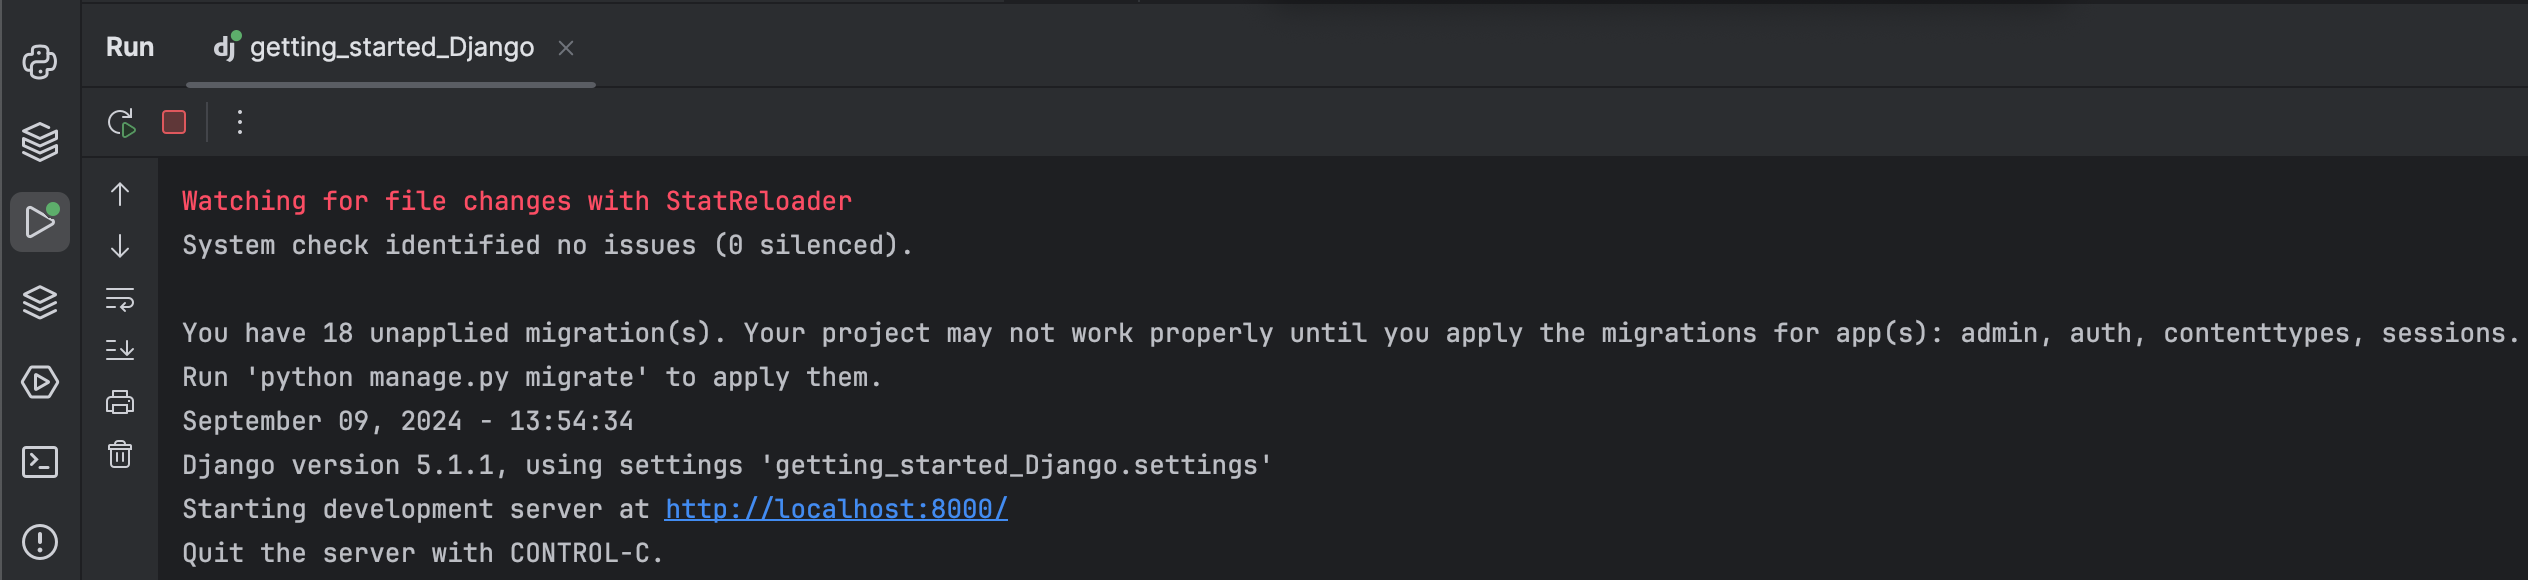 Run dj getting_started_Django
Watching for file changes with StatReloader
System check identified no issues (0 silenced).
You have 18 unapplied migration(s). Your project may not work properly until you apply the migrations for app(s): admin, auth, contenttypes, sessions.
Run 'python manage.py migrate' to apply them.
September 09, 2024 - 13:54:34
Django version 5.1.1, using settings 'getting_started_Django.settings'
Starting development server at http://localhost:8000/
Quit the server with CONTROL-C.